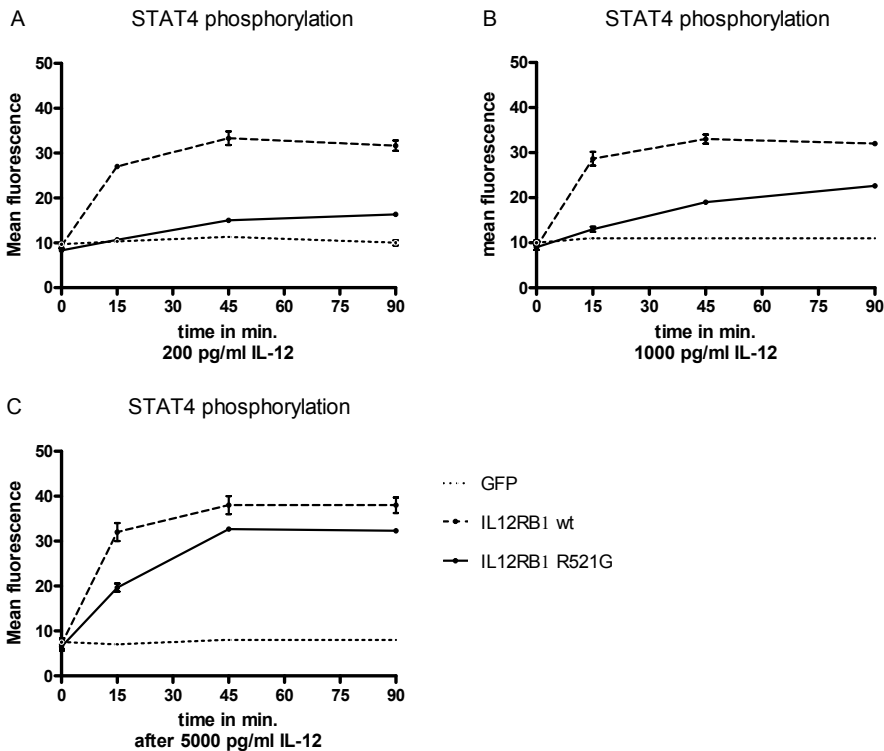 A STAT4 phosphorylation
Mean fluorescence
50
40
30
20
10
0
0 15 30 45 60 75 90
time in min.
200 pg/ml IL-12
B STAT4 phosphorylation
mean fluorescence
50
40
30
20
10
0
0 15 30 45 60 75 90
time in min.
1000 pg/ml IL-12
C STAT4 phosphorylation
Mean fluorescence
50
40
30
20
10
0
0 15 30 45 60 75 90
time in min.
after 5000 pg/ml IL-12
GFP
IL12RB1 wt
IL12RB1 R521G